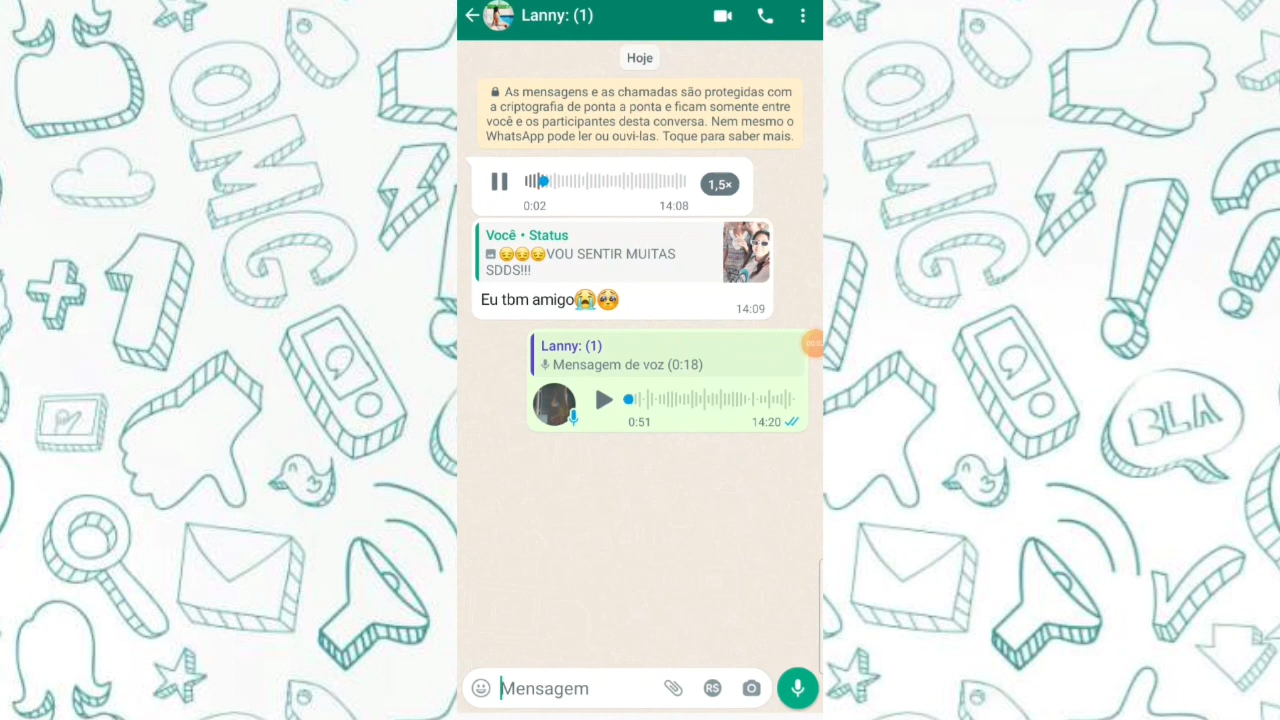 Lanny: (1)
Hoje
As mensagens e as chamadas são protegidas com
a criptografia de ponta a ponta e ficam somente entre
você e os participantes desta conversa. Nem mesmo o
WhatsApp pode ler ou ouvi-las. Toque para saber mais.
1,5×
0:02 14:08
Você • Status
😔😔😔VOU SENTIR MUITAS
SDDS!!!
Eu tbm amigo😭🥺
14:09
Lanny: (1)
Mensagem de voz (0:18)
0:51 14:20
Mensagem
R$
OMG
1
!
OMG
1
!
BLA